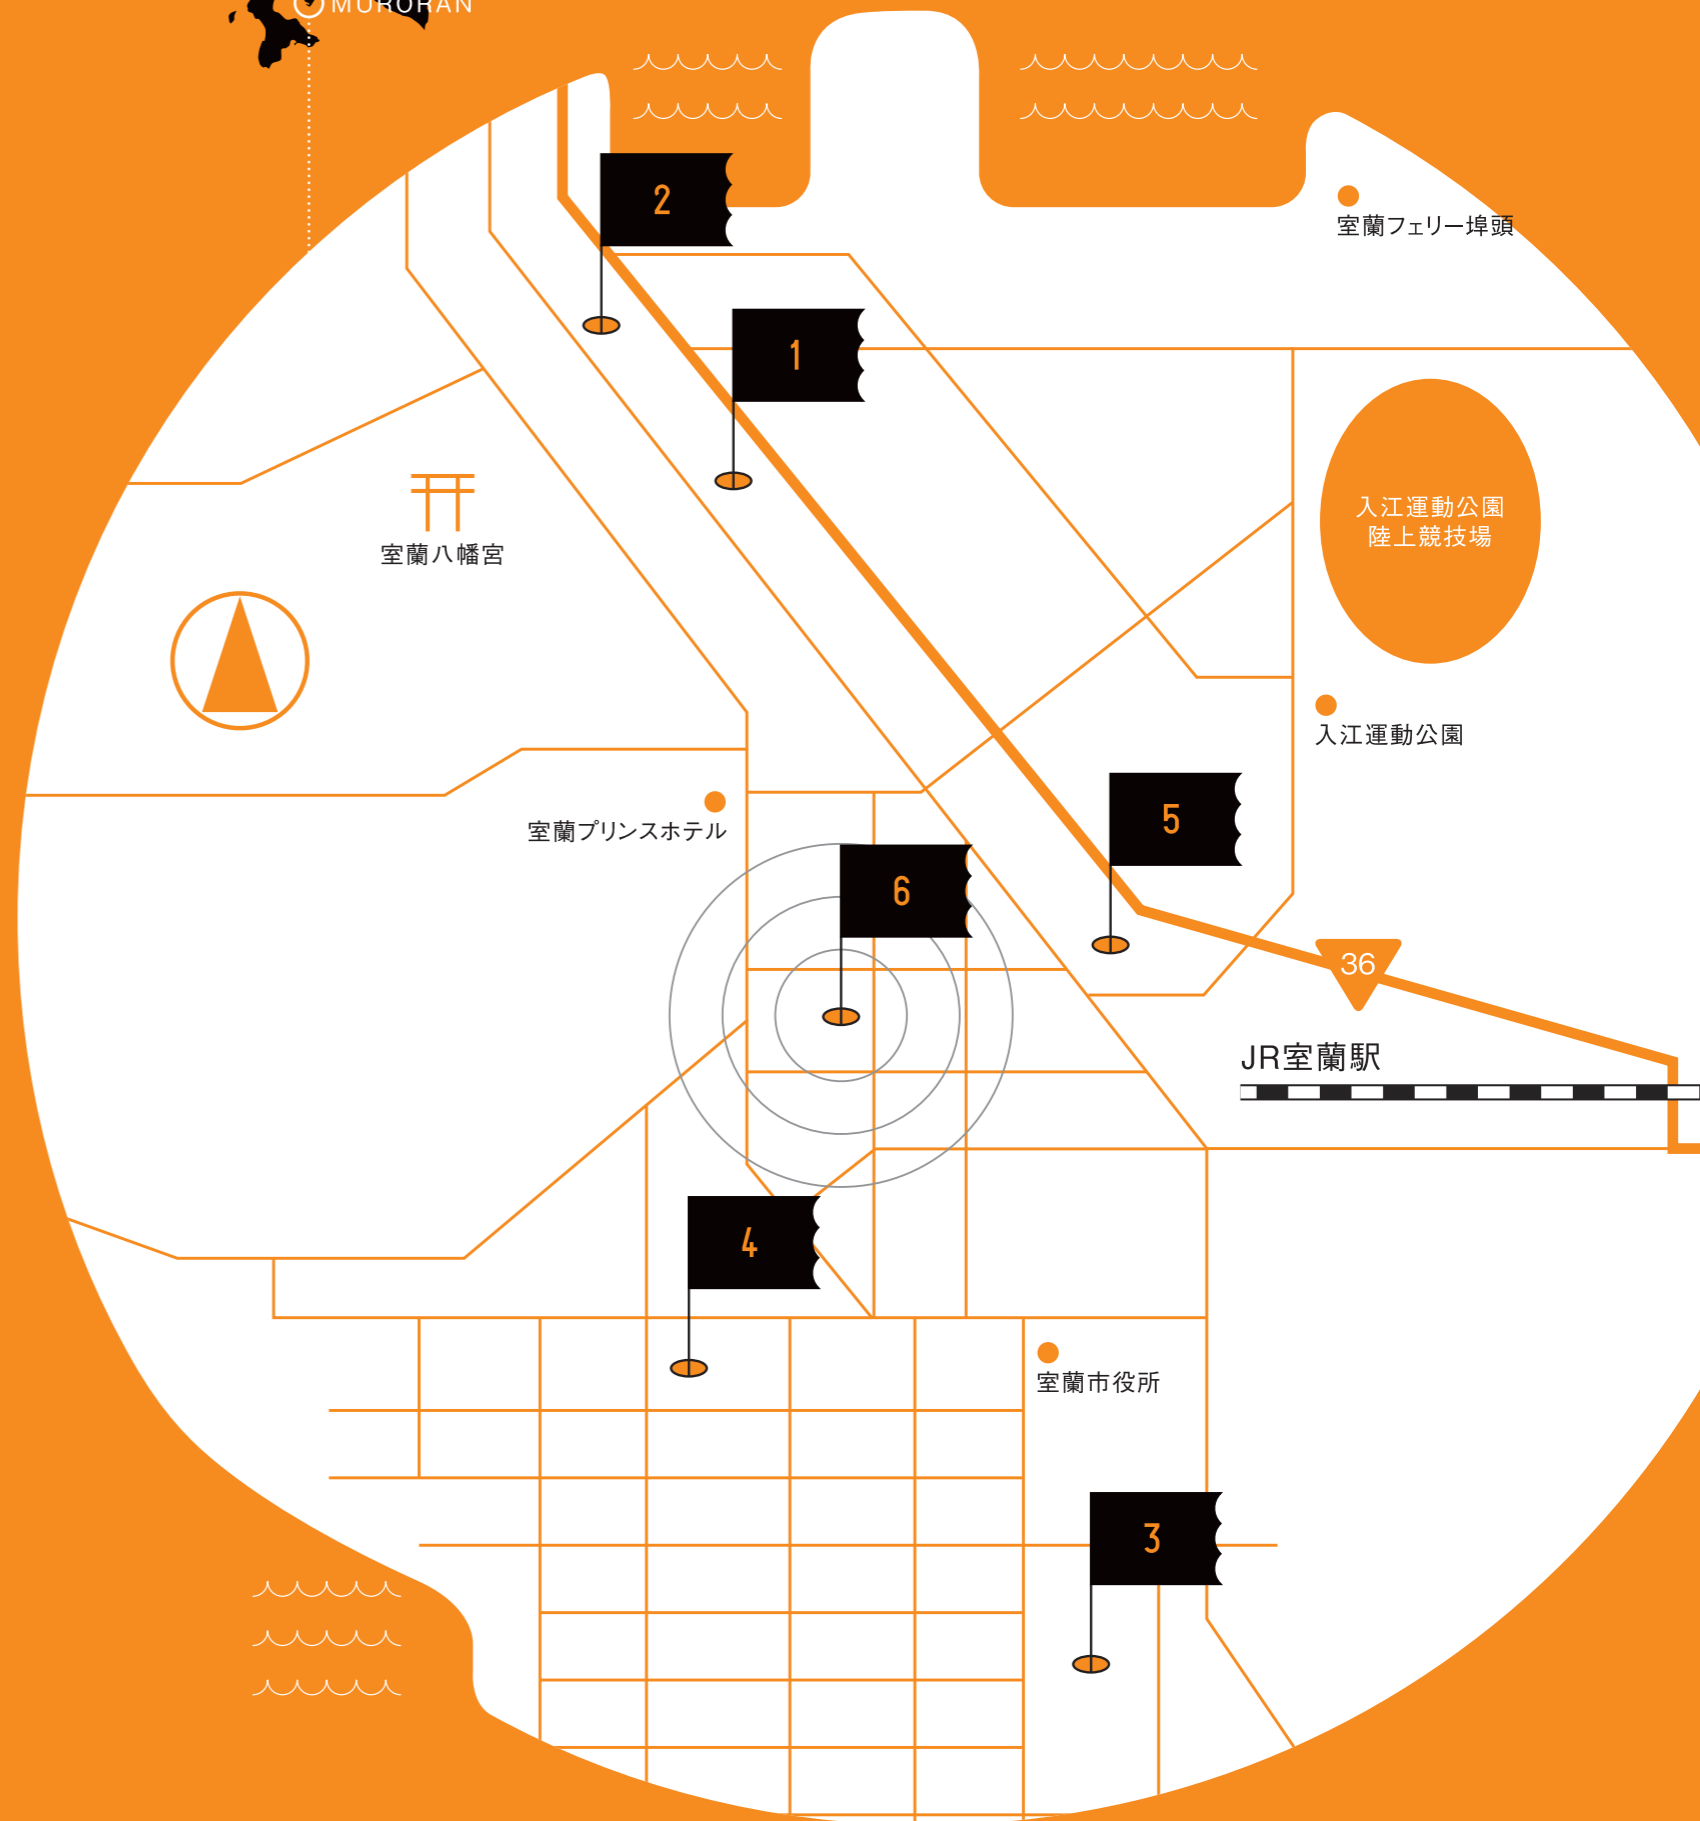 MURORAN
2
室蘭フェリー埠頭
1
入江運動公園
陸上競技場
室蘭八幡宮
入江運動公園
室蘭プリンスホテル
5
6
36
JR室蘭駅
4
室蘭市役所
3